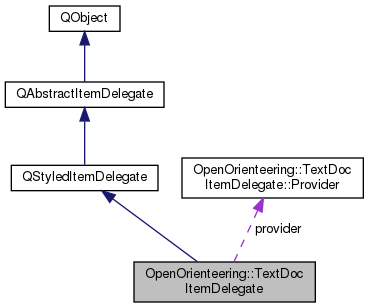 QObject
QAbstractItemDelegate
QStyledItemDelegate
OpenOrienteering::TextDoc
ItemDelegate::Provider
provider
OpenOrienteering::TextDoc
ItemDelegate